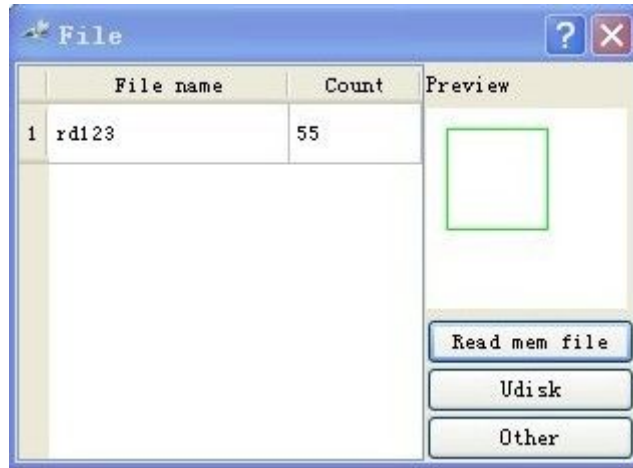 File
File name Count Preview
1 rd123 55
Read mem file
Udisk
Other